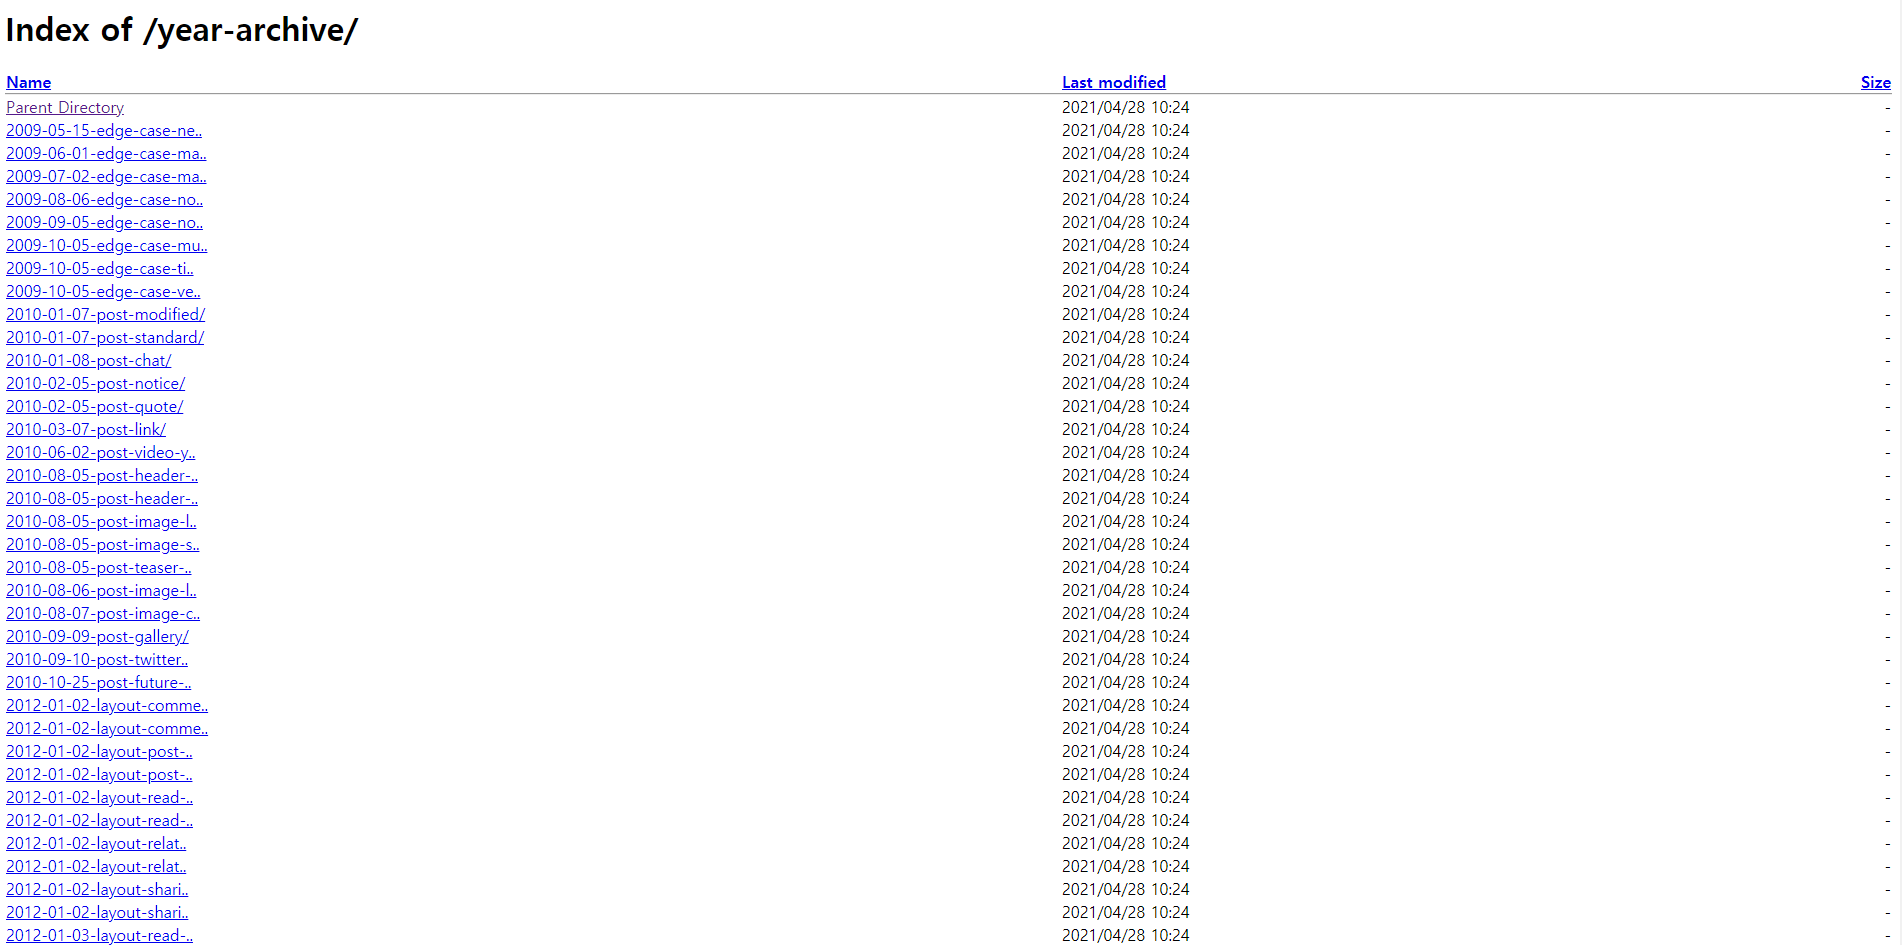 Index of /year-archive/
Name Last modified Size
Parent Directory 2021/04/28 10:24 -
2009-05-15-edge-case-ne.. 2021/04/28 10:24 -
2009-06-01-edge-case-ma.. 2021/04/28 10:24 -
2009-07-02-edge-case-ma.. 2021/04/28 10:24 -
2009-08-06-edge-case-no.. 2021/04/28 10:24 -
2009-09-05-edge-case-no.. 2021/04/28 10:24 -
2009-10-05-edge-case-mu.. 2021/04/28 10:24 -
2009-10-05-edge-case-ti.. 2021/04/28 10:24 -
2009-10-05-edge-case-ve.. 2021/04/28 10:24 -
2010-01-07-post-modified/ 2021/04/28 10:24 -
2010-01-07-post-standard/ 2021/04/28 10:24 -
2010-01-08-post-chat/ 2021/04/28 10:24 -
2010-02-05-post-notice/ 2021/04/28 10:24 -
2010-02-05-post-quote/ 2021/04/28 10:24 -
2010-03-07-post-link/ 2021/04/28 10:24 -
2010-06-02-post-video-y.. 2021/04/28 10:24 -
2010-08-05-post-header-.. 2021/04/28 10:24 -
2010-08-05-post-header-.. 2021/04/28 10:24 -
2010-08-05-post-image-l.. 2021/04/28 10:24 -
2010-08-05-post-image-s.. 2021/04/28 10:24 -
2010-08-05-post-teaser-.. 2021/04/28 10:24 -
2010-08-06-post-image-l.. 2021/04/28 10:24 -
2010-08-07-post-image-c.. 2021/04/28 10:24 -
2010-09-09-post-gallery/ 2021/04/28 10:24 -
2010-09-10-post-twitter.. 2021/04/28 10:24 -
2010-10-25-post-future-.. 2021/04/28 10:24 -
2012-01-02-layout-comme.. 2021/04/28 10:24 -
2012-01-02-layout-comme.. 2021/04/28 10:24 -
2012-01-02-layout-post-.. 2021/04/28 10:24 -
2012-01-02-layout-post-.. 2021/04/28 10:24 -
2012-01-02-layout-read-.. 2021/04/28 10:24 -
2012-01-02-layout-read-.. 2021/04/28 10:24 -
2012-01-02-layout-relat.. 2021/04/28 10:24 -
2012-01-02-layout-relat.. 2021/04/28 10:24 -
2012-01-02-layout-shari.. 2021/04/28 10:24 -
2012-01-02-layout-shari.. 2021/04/28 10:24 -
2012-01-03-layout-read-.. 2021/04/28 10:24 -